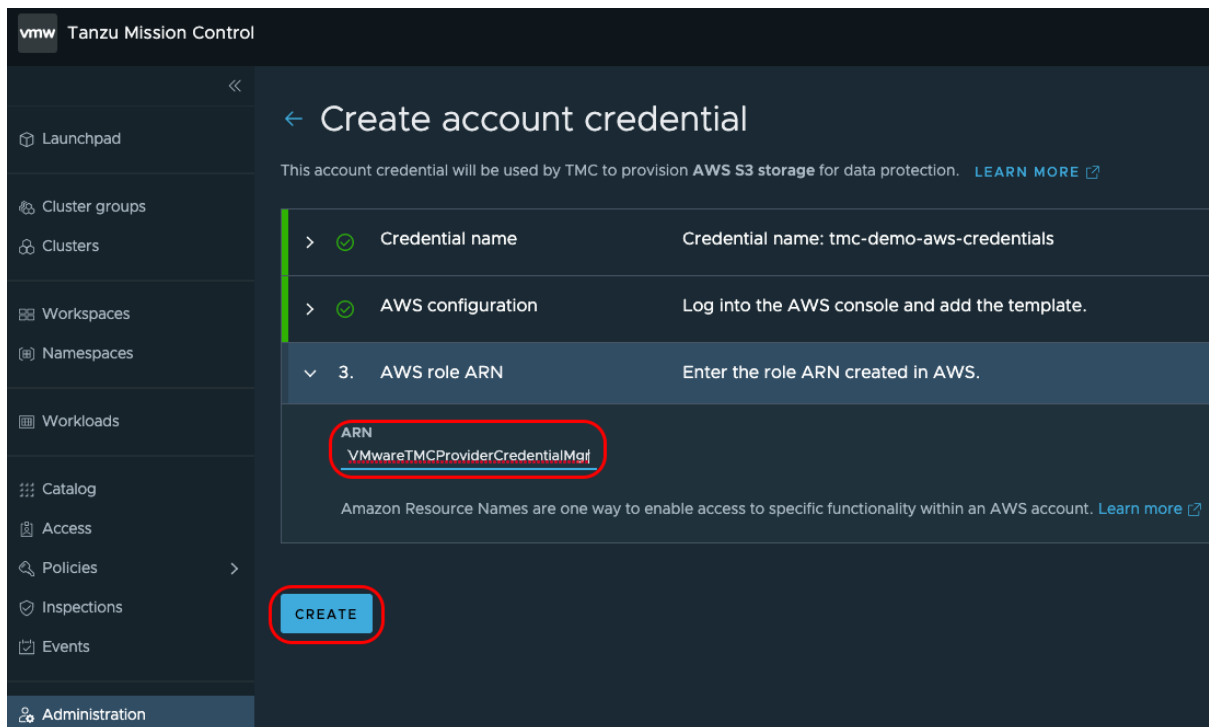 vmw Tanzu Mission Control
Launchpad
Cluster groups
Clusters
Workspaces
Namespaces
Workloads
Catalog
Access
Policies
Inspections
Events
Administration
Create account credential
This account credential will be used by TMC to provision AWS S3 storage for data protection. LEARN MORE
Credential name Credential name: tmc-demo-aws-credentials
AWS configuration Log into the AWS console and add the template.
3. AWS role ARN Enter the role ARN created in AWS.
ARN
VMwareTMCProviderCredentialMgr
Amazon Resource Names are one way to enable access to specific functionality within an AWS account. Learn more
CREATE